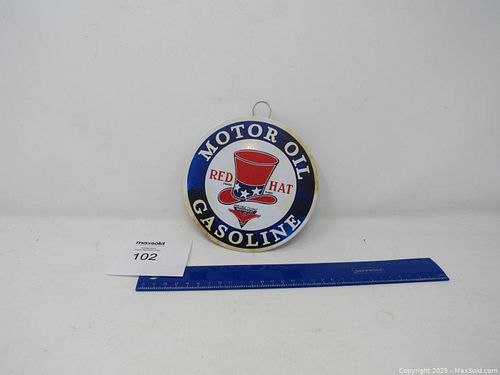 MOTOR OIL
RED HAT
GASOLINE
maxsold
102
Copyright 2025 - MaxSold.com